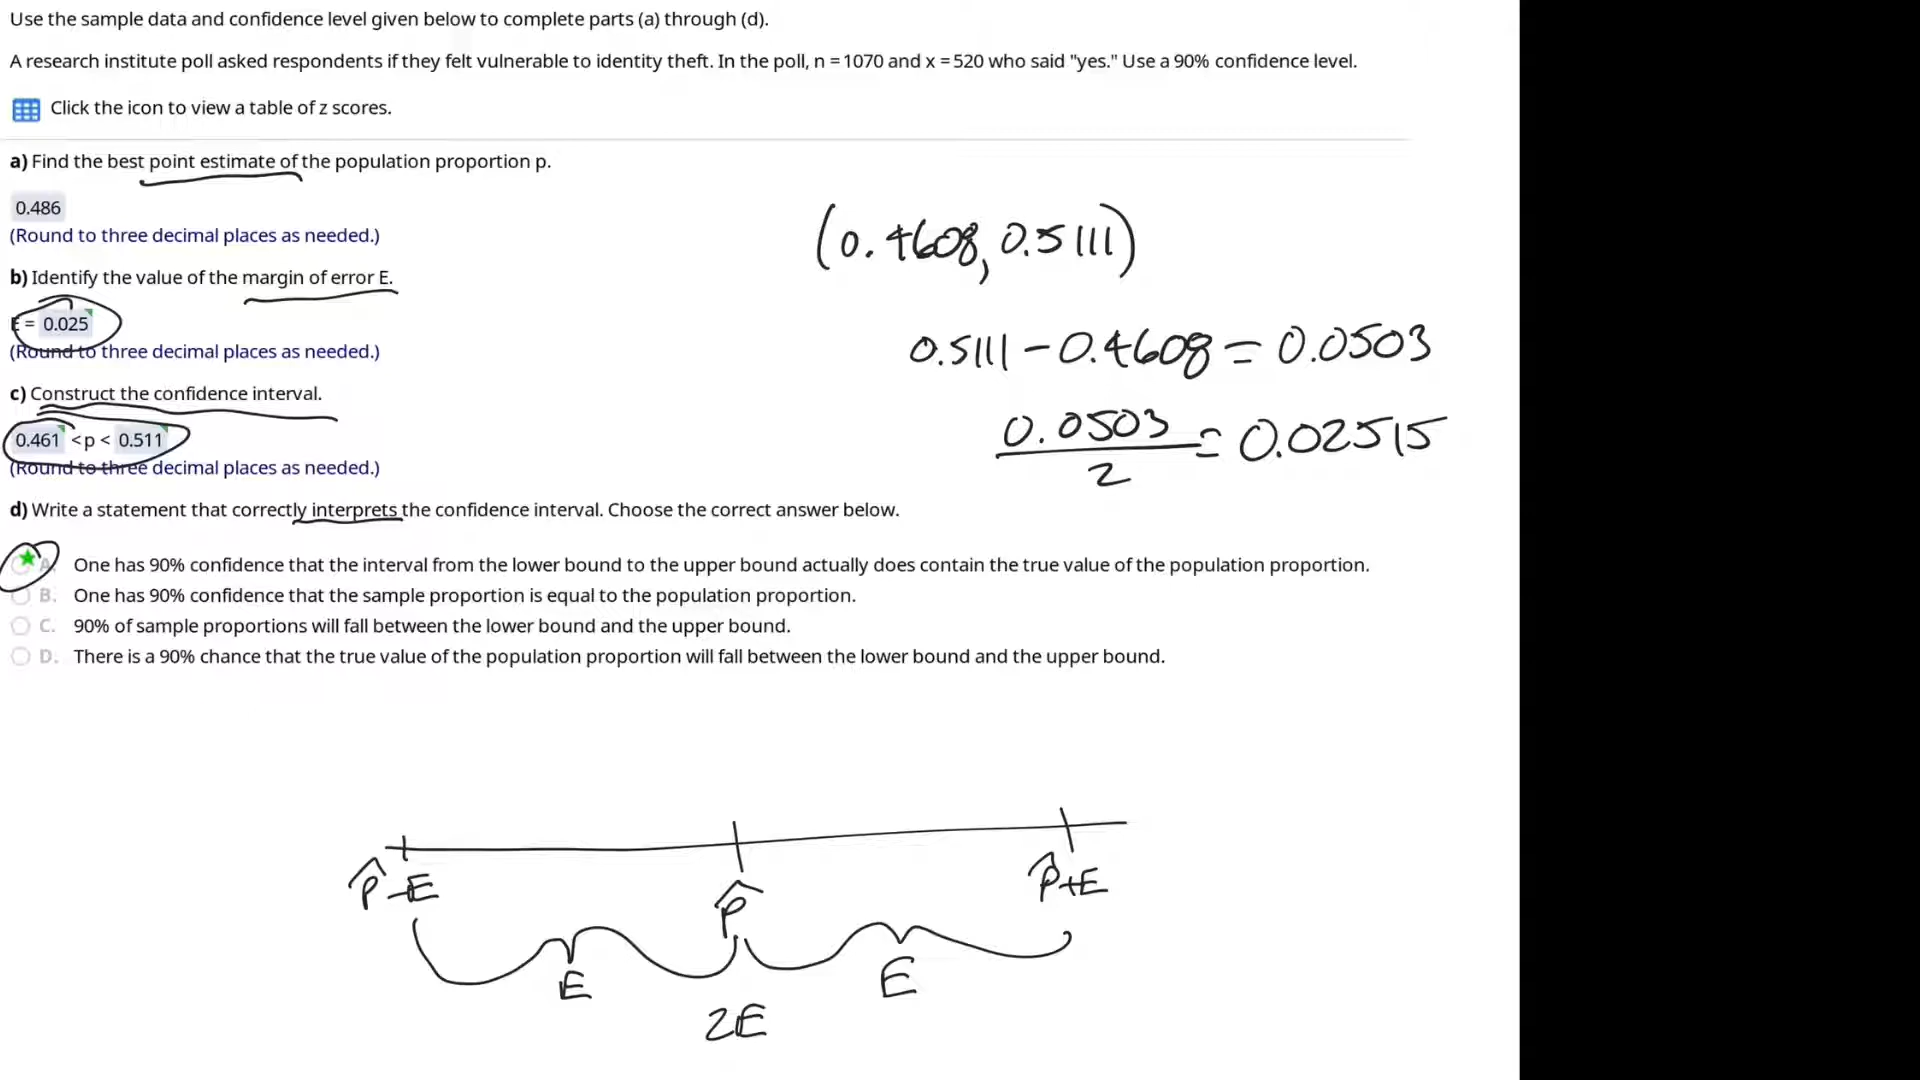 Use the sample data and confidence level given below to complete parts (a) through (d).
A research institute poll asked respondents if they felt vulnerable to identity theft. In the poll, n = 1070 and x = 520 who said "yes." Use a 90% confidence level.
Click the icon to view a table of z scores.
a) Find the best point estimate of the population proportion p.
0.486
(Round to three decimal places as needed.)
b) Identify the value of the margin of error E.
E = 0.025
(Round to three decimal places as needed.)
c) Construct the confidence interval.
0.461 < p < 0.511
(Round to three decimal places as needed.)
d) Write a statement that correctly interprets the confidence interval. Choose the correct answer below.
A. One has 90% confidence that the interval from the lower bound to the upper bound actually does contain the true value of the population proportion.
B. One has 90% confidence that the sample proportion is equal to the population proportion.
C. 90% of sample proportions will fall between the lower bound and the upper bound.
D. There is a 90% chance that the true value of the population proportion will fall between the lower bound and the upper bound.
(0.4608, 0.5111)
0.5111 - 0.4608 = 0.0503
0.0503 / 2 = 0.02515
p̂ - E p̂ p̂ + E
E E
2E